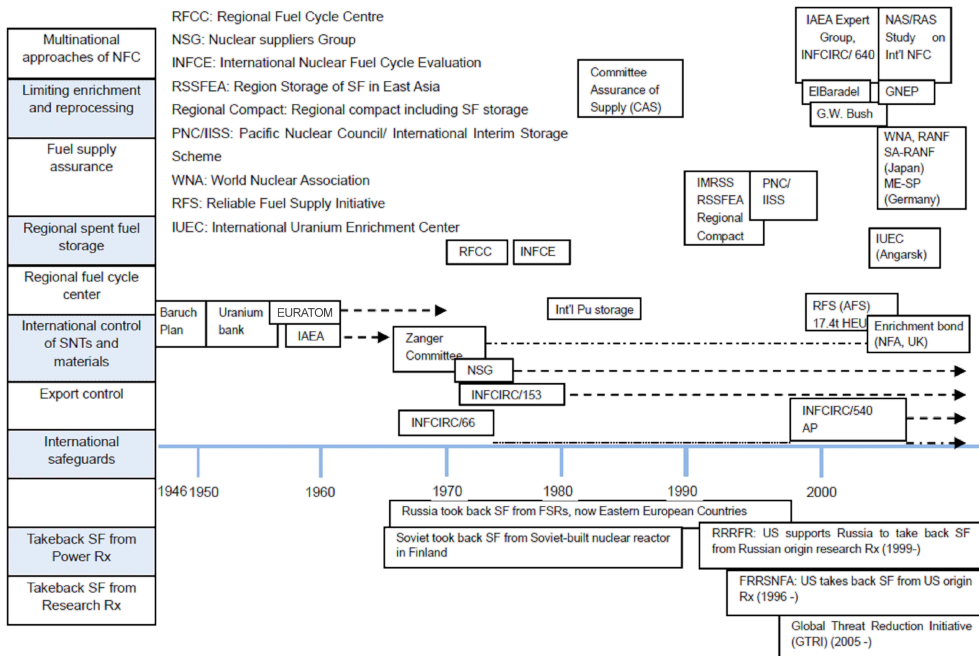 RFCC: Regional Fuel Cycle Centre
NSG: Nuclear suppliers Group
INFCE: International Nuclear Fuel Cycle Evaluation
RSSFEA: Region Storage of SF in East Asia
Regional Compact: Regional compact including SF storage
PNC/IISS: Pacific Nuclear Council/ International Interim Storage
Scheme
WNA: World Nuclear Association
RFS: Reliable Fuel Supply Initiative
IUEC: International Uranium Enrichment Center
Multinational
approaches of NFC
Limiting enrichment
and reprocessing
Fuel supply
assurance
Regional spent fuel
storage
Regional fuel cycle
center
International control
of SNTs and
materials
Export control
International
safeguards
Takeback SF from
Power Rx
Takeback SF from
Research Rx
Committee
Assurance of
Supply (CAS)
IAEA Expert
Group,
INFCIRC/ 640
NAS/RAS
Study on
Int'l NFC
ElBaradel
GNEP
G.W. Bush
WNA, RANF
SA-RANF
(Japan)
ME-SP
(Germany)
IMRSS
RSSFEA
Regional
Compact
PNC/
IISS
IUEC
(Angarsk)
RFCC
INFCE
Baruch
Plan
Uranium
bank
EURATOM
IAEA
Int'l Pu storage
RFS (AFS)
17.4t HEU
Enrichment bond
(NFA, UK)
Zanger
Committee
NSG
INFCIRC/153
INFCIRC/66
INFCIRC/540
AP
1946 1950 1960 1970 1980 1990 2000
Russia took back SF from FSRs, now Eastern European Countries
Soviet took back SF from Soviet-built nuclear reactor
in Finland
RRRFR: US supports Russia to take back SF
from Russian origin research Rx (1999-)
FRRSNFA: US takes back SF from US origin
Rx (1996 -)
Global Threat Reduction Initiative
(GTRI) (2005 -)